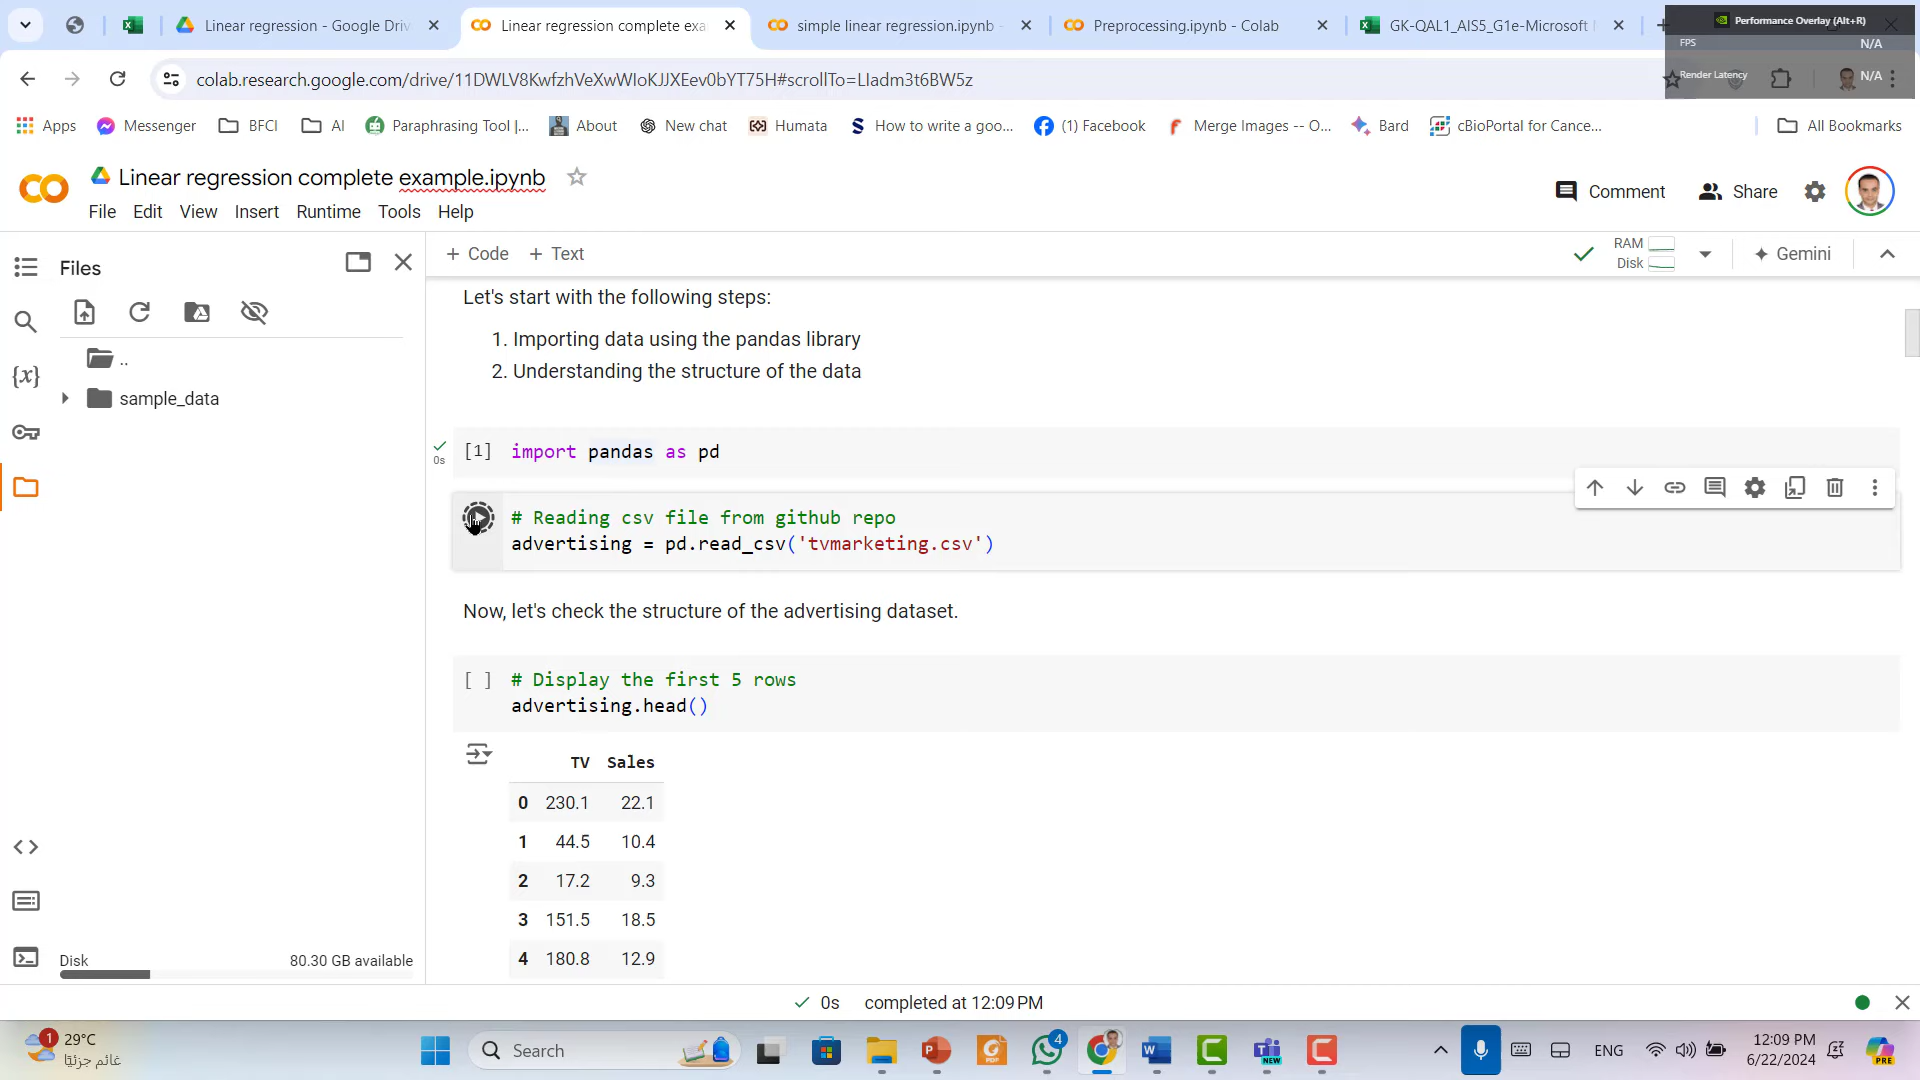 Linear regression - Google Driv
Linear regression complete exa
simple linear regression.ipynb -
Preprocessing.ipynb - Colab
GK-QAL1_AIS5_G1e-Microsoft
Performance Overlay (Alt+R)
FPS N/A
Render Latency N/A
colab.research.google.com/drive/11DWLV8KwfzhVeXwWIoKJJXEev0bYT75H#scrollTo=LIadm3t6BW5z
Apps
Messenger
BFCI
AI
Paraphrasing Tool |...
About
New chat
Humata
How to write a goo...
(1) Facebook
Merge Images -- O...
Bard
cBioPortal for Cance...
All Bookmarks
Linear regression complete example.ipynb
Comment
Share
File Edit View Insert Runtime Tools Help
Files
+ Code + Text
RAM
Disk
Gemini
..
sample_data
Let's start with the following steps:
1. Importing data using the pandas library
2. Understanding the structure of the data
0s
[1] import pandas as pd
# Reading csv file from github repo
advertising = pd.read_csv('tvmarketing.csv')
Now, let's check the structure of the advertising dataset.
[ ] # Display the first 5 rows
advertising.head()
TV Sales
0 230.1 22.1
1 44.5 10.4
2 17.2 9.3
3 151.5 18.5
4 180.8 12.9
{x}
Disk 80.30 GB available
0s completed at 12:09 PM
1
29°C
غائم جزئيًا
Search
4
NEW
ENG
12:09 PM
6/22/2024
PRE